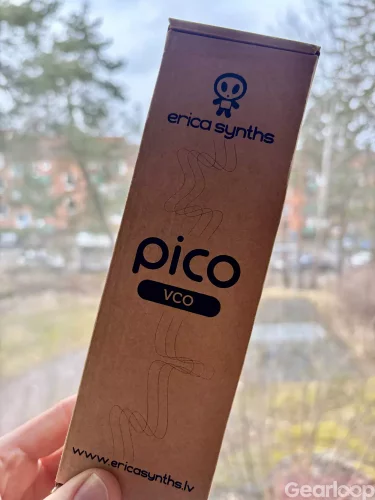 erica synths
pico
VCO
www.ericasynths.lv
Gearloop